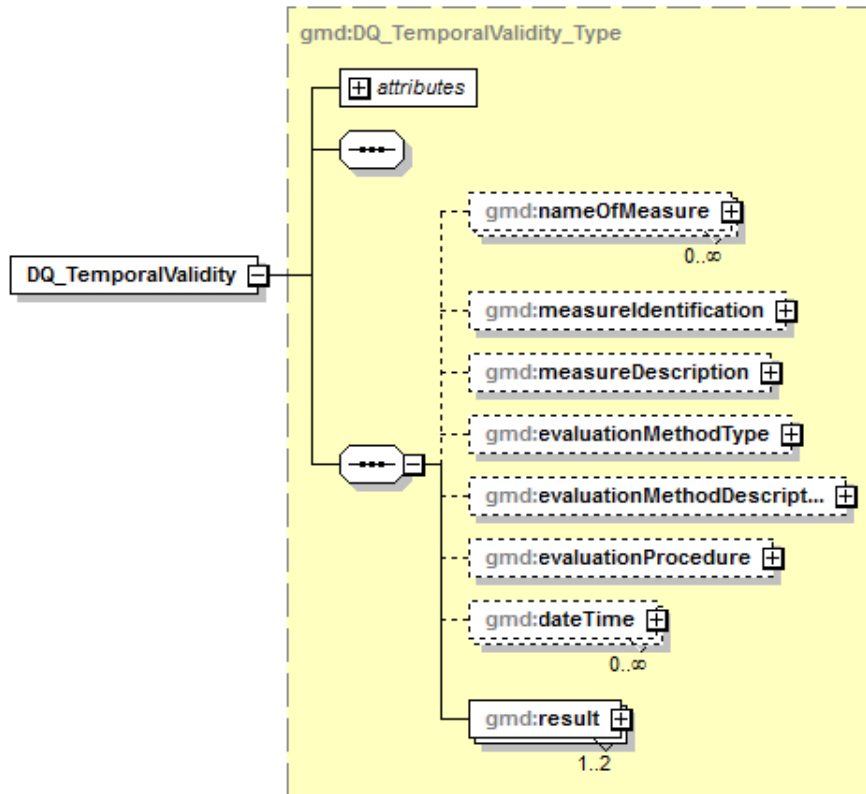 gmd:DQ_TemporalValidity_Type
attributes
gmd:nameOfMeasure
0..∞
DQ_TemporalValidity
gmd:measureIdentification
gmd:measureDescription
gmd:evaluationMethodType
gmd:evaluationMethodDescript...
gmd:evaluationProcedure
gmd:dateTime
0..∞
gmd:result
1..2